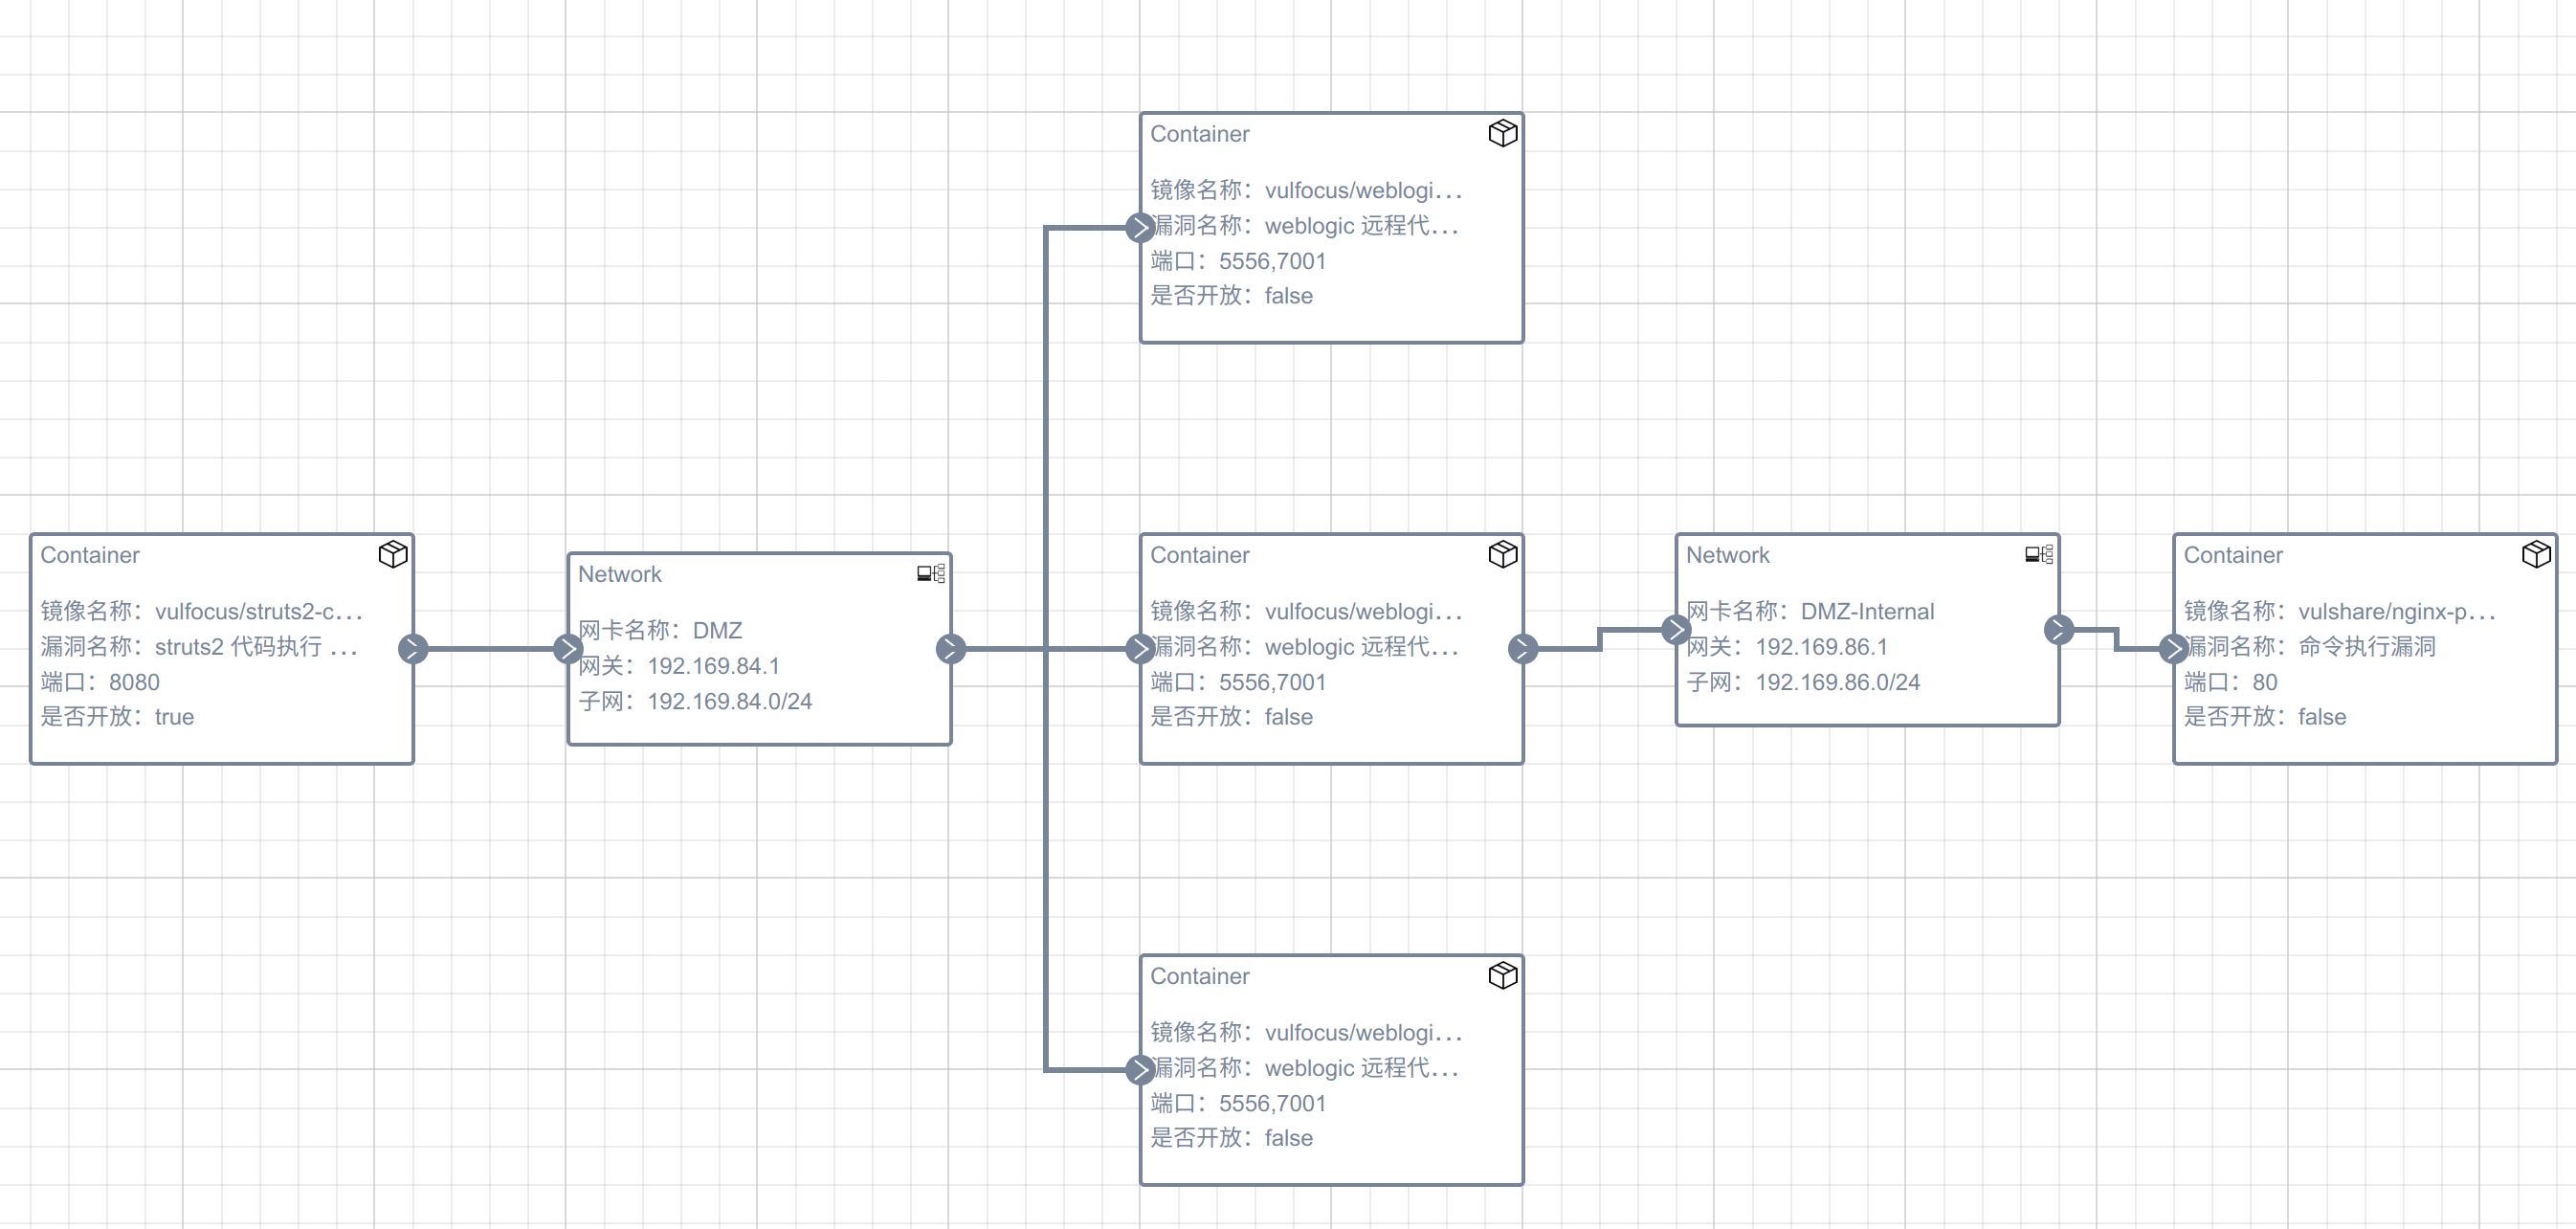 Container
镜像名称：vulfocus/weblogi...
漏洞名称：weblogic 远程代...
端口：5556,7001
是否开放：false
Container
镜像名称：vulfocus/struts2-c...
漏洞名称：struts2 代码执行 ...
端口：8080
是否开放：true
Network
网卡名称：DMZ
网关：192.169.84.1
子网：192.169.84.0/24
Container
镜像名称：vulfocus/weblogi...
漏洞名称：weblogic 远程代...
端口：5556,7001
是否开放：false
Network
网卡名称：DMZ-Internal
网关：192.169.86.1
子网：192.169.86.0/24
Container
镜像名称：vulshare/nginx-p...
漏洞名称：命令执行漏洞
端口：80
是否开放：false
Container
镜像名称：vulfocus/weblogi...
漏洞名称：weblogic 远程代...
端口：5556,7001
是否开放：false